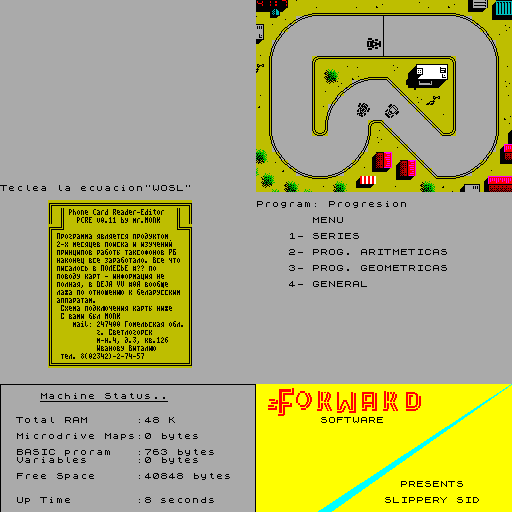 Teclea la ecuacion"WOSL"
Program: Progresion
MENU
1- SERIES
2- PROG. ARITMETICAS
3- PROG. GEOMETRICAS
4- GENERAL
Phone Card Reader-Editor
PCRE v0.11 by mr.MONK
Программа является продуктом
2-х месяцев поиска и изучений
принципов работы таксофонов РБ
наконец все заработало. Все что
писалось в ПОЛЕСЬЕ #?? по
поводу карт - информация не
полная, в DEJA VU #0A вообще
лажа по отношению к беларусским
аппаратам.
Схема подключения карты ниже
С вами был МОНК
Mail: 247400 Гомельская обл.
г. Светлогорск
м-н.4, д.3, кв.126
Иванову Виталию
тел. 8(02342)-2-74-57
Machine Status..
Total RAM :48 K
Microdrive Maps:0 bytes
BASIC proram :763 bytes
Variables :0 bytes
Free Space :40848 bytes
Up Time :8 seconds
FORWARD
SOFTWARE
PRESENTS
SLIPPERY SID